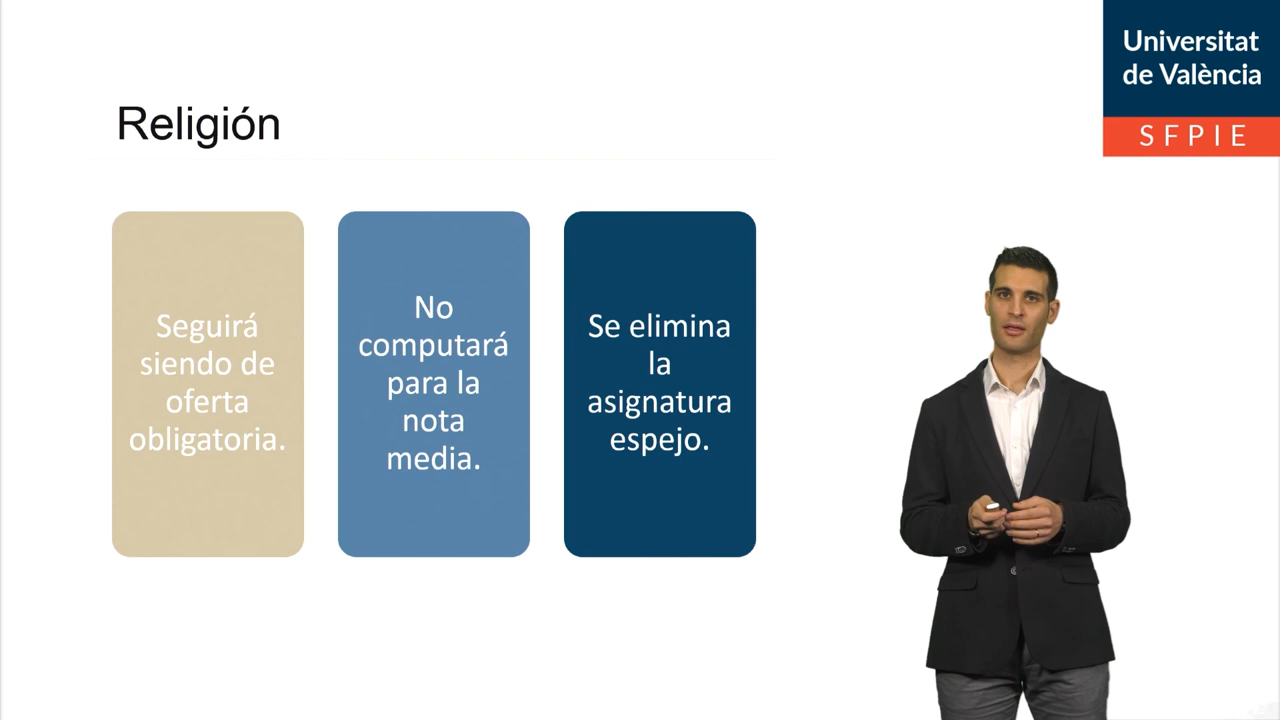 Universitat
de València
SFPIE
Religión
Seguirá
siendo de
oferta
obligatoria.
No
computará
para la
nota
media.
Se elimina
la
asignatura
espejo.